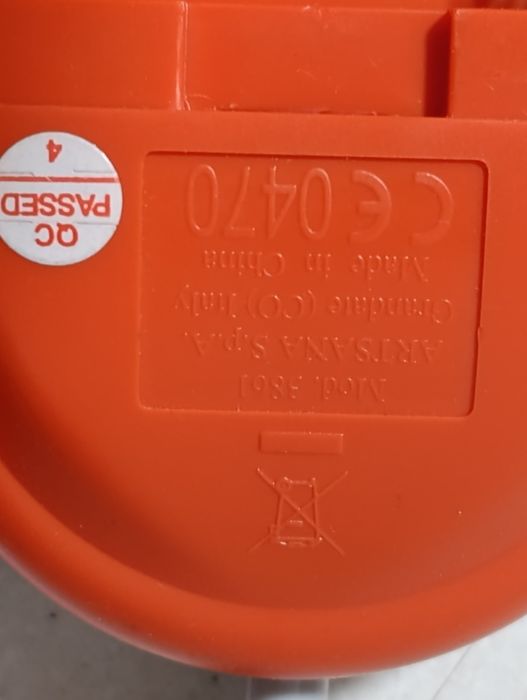 Mod. 5861
ARTSANA S.p.A.
Grandate (CO) Italy
Made in China
CE 0470
QC
PASSED
4